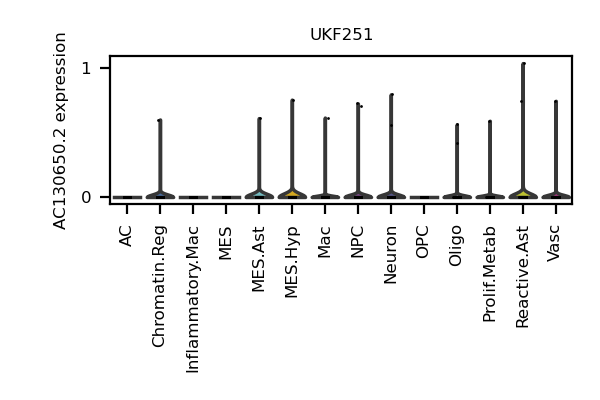 UKF251
AC130650.2 expression
1
0
AC
Chromatin.Reg
Inflammatory.Mac
MES
MES.Ast
MES.Hyp
Mac
NPC
Neuron
OPC
Oligo
Prolif.Metab
Reactive.Ast
Vasc